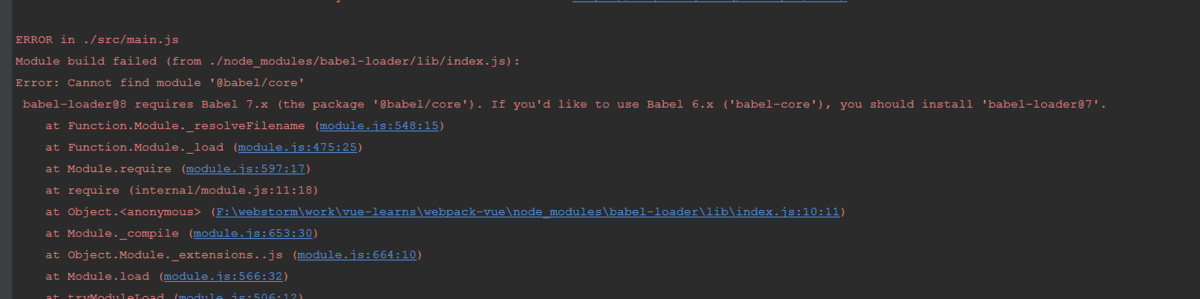 ERROR in ./src/main.js
Module build failed (from ./node_modules/babel-loader/lib/index.js):
Error: Cannot find module '@babel/core'
babel-loader@8 requires Babel 7.x (the package '@babel/core'). If you'd like to use Babel 6.x ('babel-core'), you should install 'babel-loader@7'.
at Function.Module._resolveFilename (module.js:548:15)
at Function.Module._load (module.js:475:25)
at Module.require (module.js:597:17)
at require (internal/module.js:11:18)
at Object.<anonymous> (F:\webstorm\work\vue-learns\webpack-vue\node_modules\babel-loader\lib\index.js:10:11)
at Module._compile (module.js:653:30)
at Object.Module._extensions..js (module.js:664:10)
at Module.load (module.js:566:32)
at tryModuleLoad (module.js:506:12)